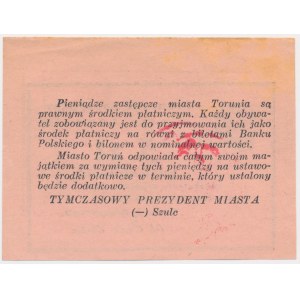 Pieniądze zastępcze miasta Torunia są
prawnym środkiem płatniczym. Każdy obywa-
tel zobowiązany jest do przyjmowania ich jako
środek płatniczy na równi z biletami Banku
Polskiego i bilonem w nominalnej wartości.
Miasto Toruń odpowiada całym swoim ma-
jątkiem za wymianę tych pieniędzy na ustawo-
we środki płatnicze w terminie, który ustalony
będzie dodatkowo.
TYMCZASOWY PREZYDENT MIASTA
(—) Szulc